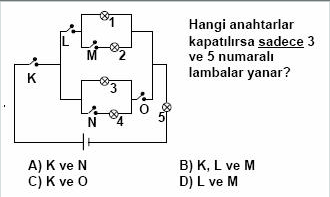 1
L
M
2
K
3
O
N
4
5
Hangi anahtarlar
kapatılırsa sadece 3
ve 5 numaralı
lambalar yanar?
A) K ve N
B) K, L ve M
C) K ve O
D) L ve M